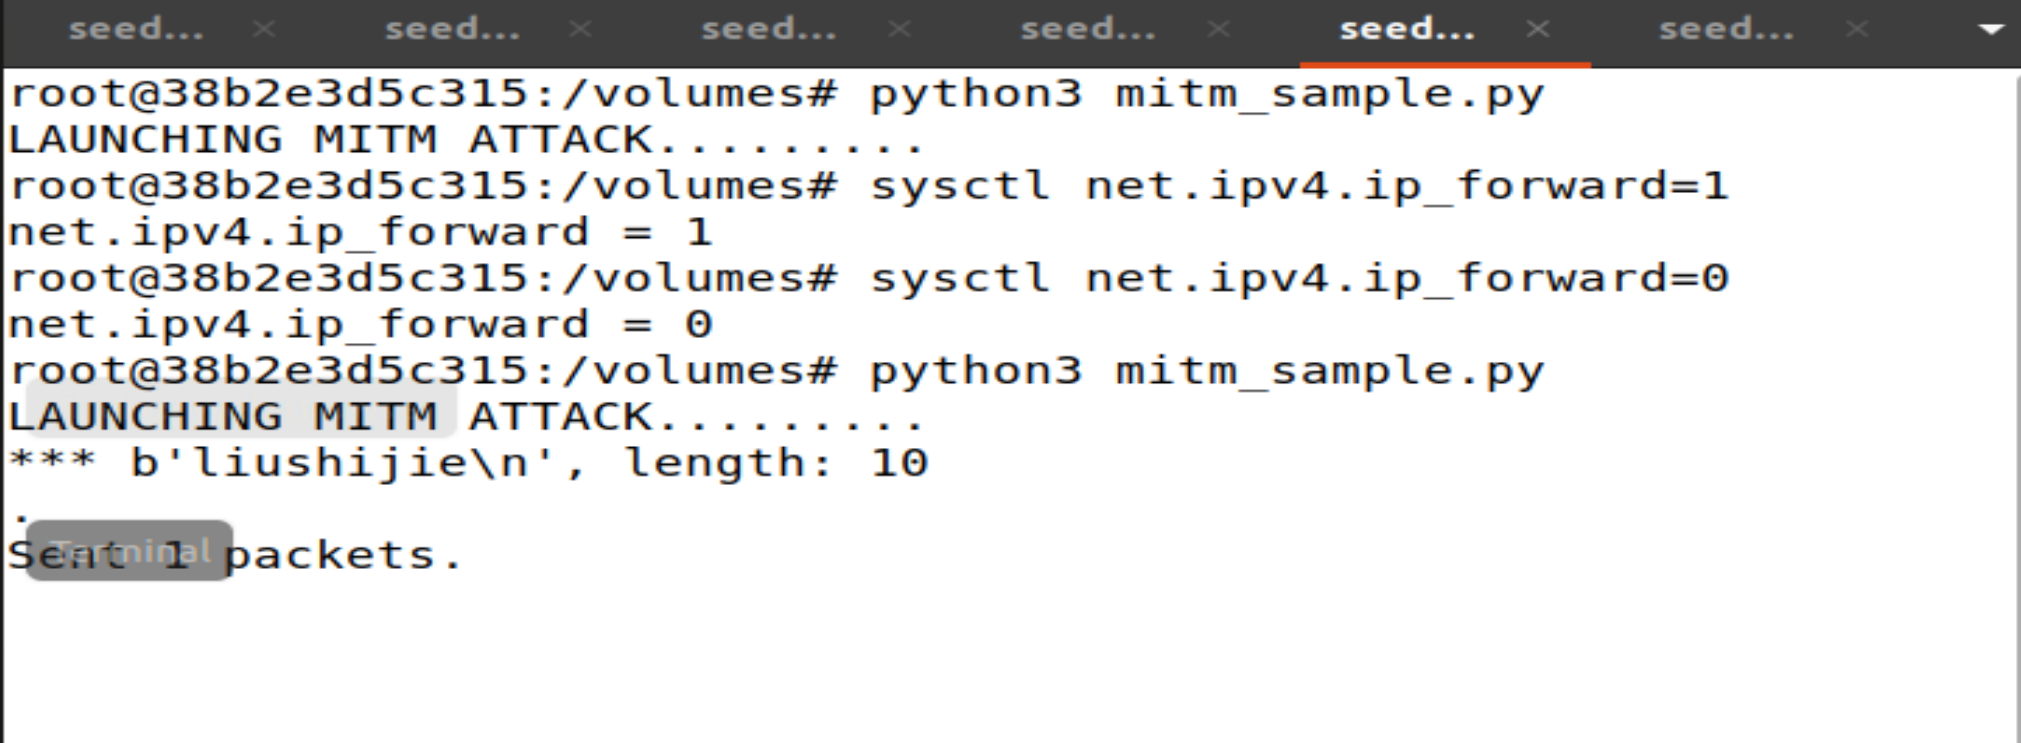 seed... × seed... × seed... × seed... × seed... × seed... ×
root@38b2e3d5c315:/volumes# python3 mitm_sample.py
LAUNCHING MITM ATTACK.........
root@38b2e3d5c315:/volumes# sysctl net.ipv4.ip_forward=1
net.ipv4.ip_forward = 1
root@38b2e3d5c315:/volumes# sysctl net.ipv4.ip_forward=0
net.ipv4.ip_forward = 0
root@38b2e3d5c315:/volumes# python3 mitm_sample.py
LAUNCHING MITM ATTACK.........
*** b'liushijie\n', length: 10
.
Terminal
Sent 1 packets.